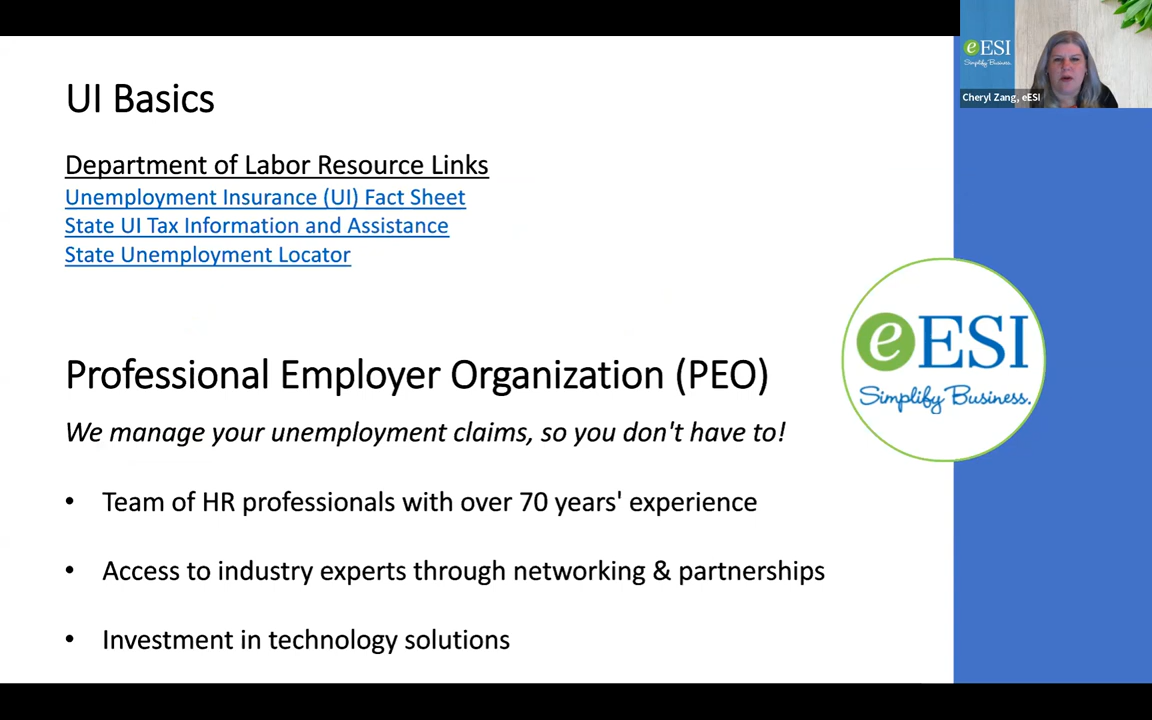 eESI
Simplify Business.
Cheryl Zang, eESI
UI Basics
Department of Labor Resource Links
Unemployment Insurance (UI) Fact Sheet
State UI Tax Information and Assistance
State Unemployment Locator
eESI
Simplify Business.
Professional Employer Organization (PEO)
We manage your unemployment claims, so you don't have to!
• Team of HR professionals with over 70 years' experience
• Access to industry experts through networking & partnerships
• Investment in technology solutions